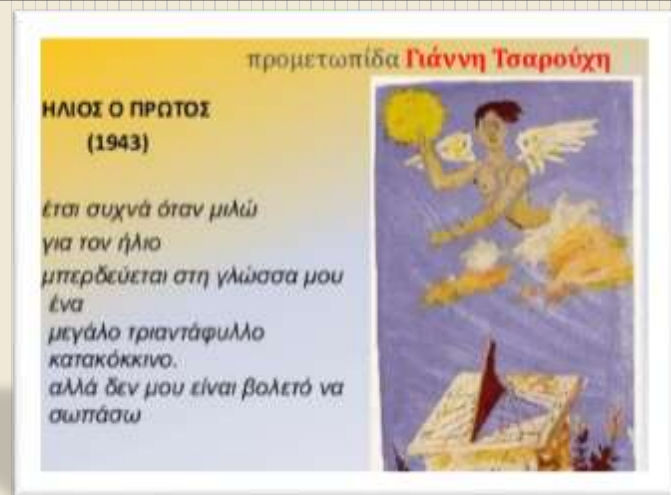 προμετωπίδα Γιάννη Τσαρούχη
ΗΛΙΟΣ Ο ΠΡΩΤΟΣ
(1943)
έτσι συχνά όταν μιλώ
για τον ήλιο
μπερδεύεται στη γλώσσα μου
ένα
μεγάλο τριαντάφυλλο
κατακόκκινο.
αλλά δεν μου είναι βολετό να
σωπάσω